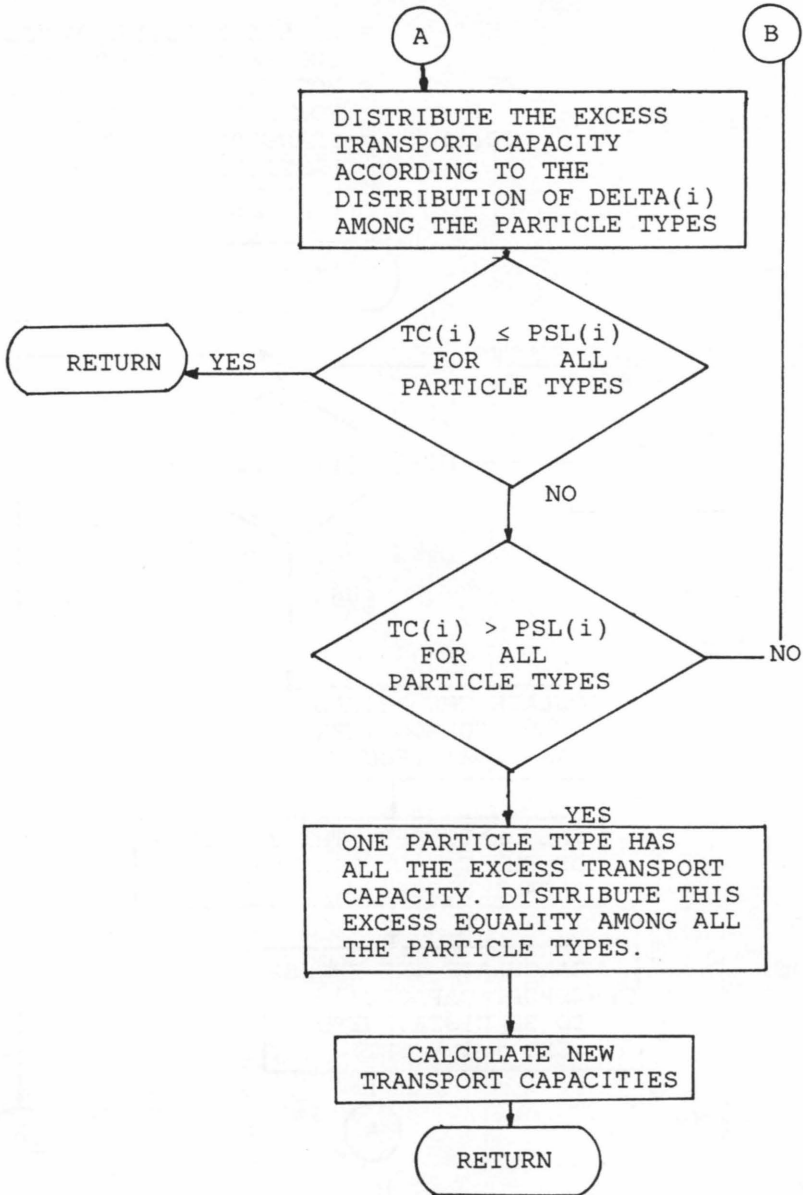 A
B
DISTRIBUTE THE EXCESS
TRANSPORT CAPACITY
ACCORDING TO THE
DISTRIBUTION OF DELTA(i)
AMONG THE PARTICLE TYPES
TC(i) ≤ PSL(i)
FOR ALL
PARTICLE TYPES
YES
RETURN
NO
TC(i) > PSL(i)
FOR ALL
PARTICLE TYPES
NO
YES
ONE PARTICLE TYPE HAS
ALL THE EXCESS TRANSPORT
CAPACITY. DISTRIBUTE THIS
EXCESS EQUALITY AMONG ALL
THE PARTICLE TYPES.
CALCULATE NEW
TRANSPORT CAPACITIES
RETURN